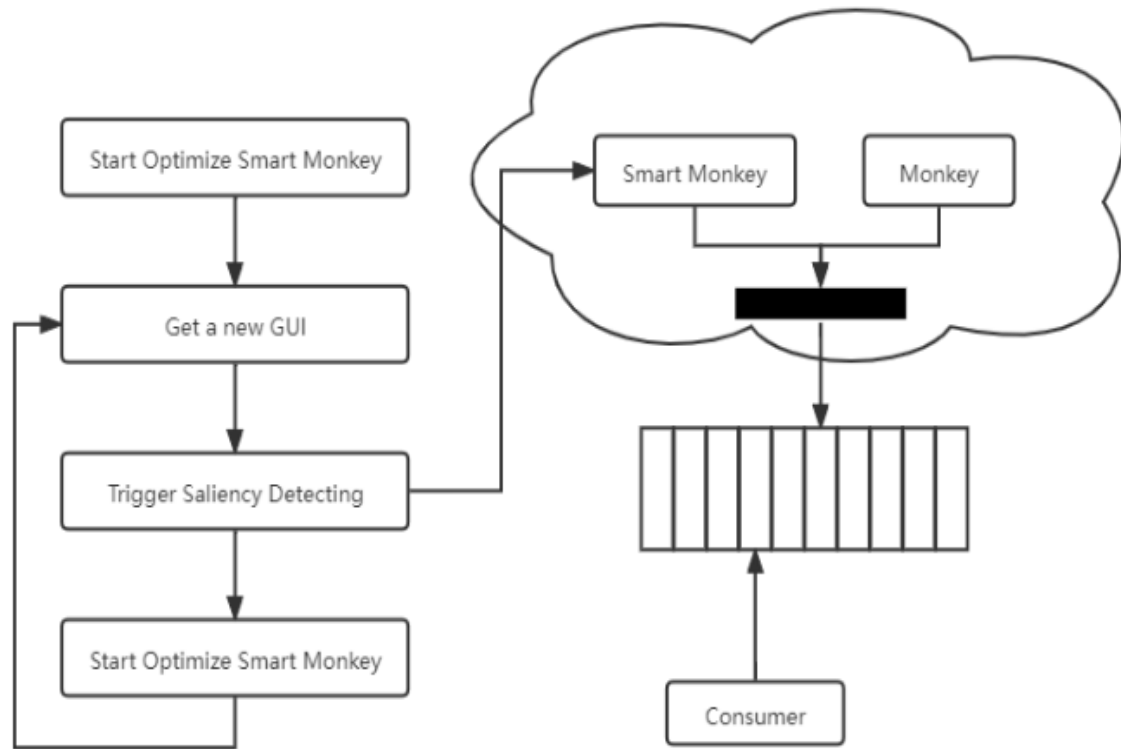 Start Optimize Smart Monkey
Get a new GUI
Trigger Saliency Detecting
Start Optimize Smart Monkey
Smart Monkey
Monkey
Consumer